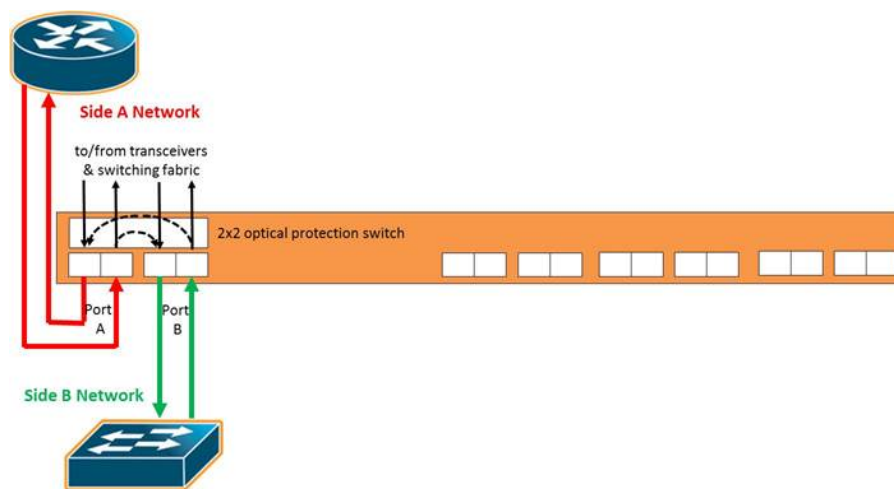 Side A Network
to/from transceivers
& switching fabric
2x2 optical protection switch
Port
A
Port
B
Side B Network